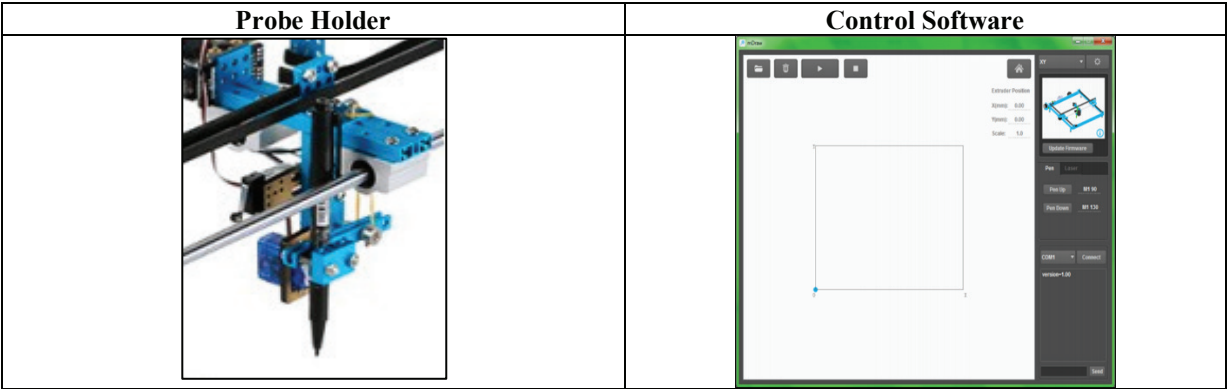 Probe Holder
Control Software
mDraw
XY
Extrutor Position
X(mm): 0.00
Y(mm): 0.00
Scale: 1.0
Update Firmware
Pen Laser
Pen Up M1 90
Pen Down M1 130
COM1 Connect
version=1.00
Send